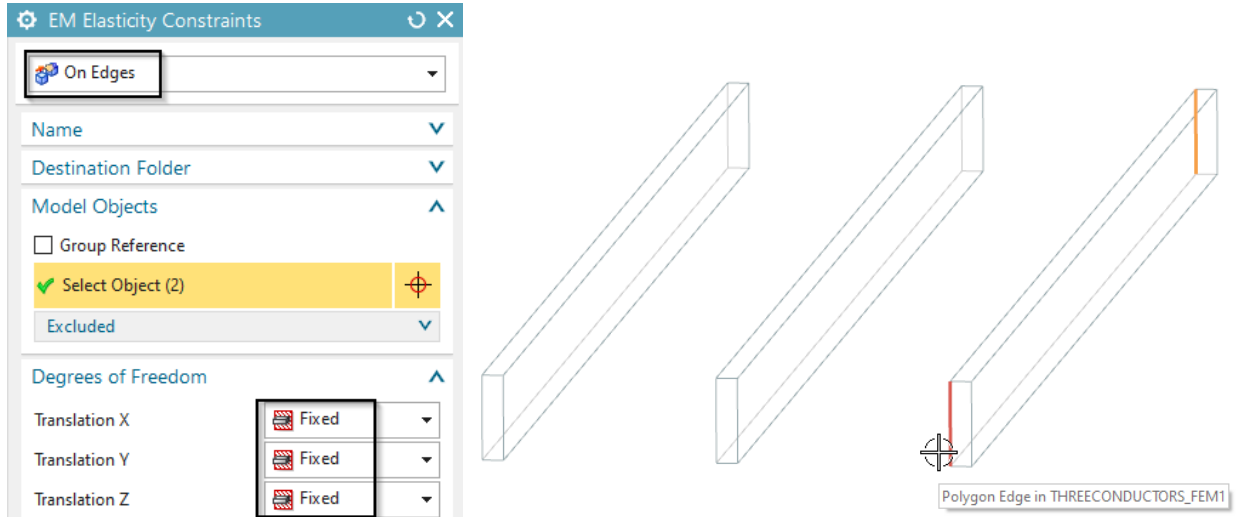 EM Elasticity Constraints
On Edges
Name
Destination Folder
Model Objects
Group Reference
Select Object (2)
Excluded
Degrees of Freedom
Translation X Fixed
Translation Y Fixed
Translation Z Fixed
Polygon Edge in THREECONDUCTORS_FEM1